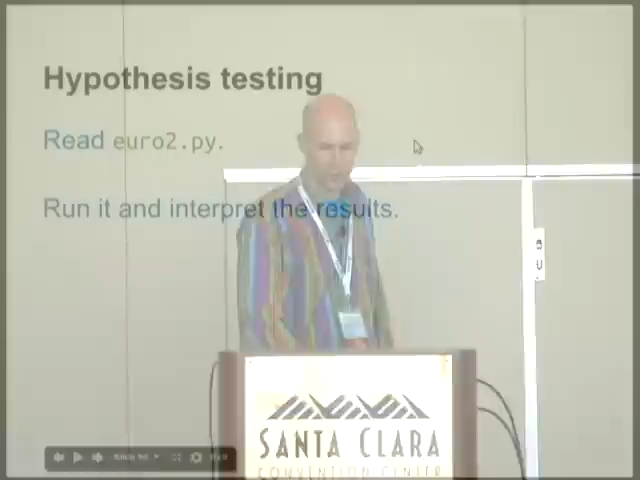 Hypothesis testing
Read euro2.py.
Run it and interpret the results.
SANTA CLARA
CONVENTION CENTER